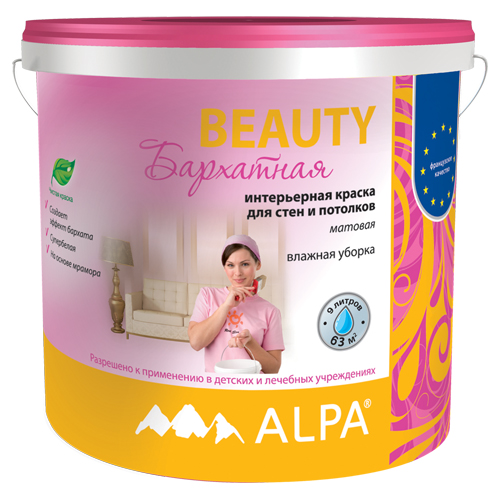 BEAUTY
Бархатная
интерьерная краска
для стен и потолков
матовая
влажная уборка
французское
качество
Чистая краска
✓ Создает
эффект бархата
✓ Супербелая
✓ На основе мрамора
9 литров
63 м²
Разрешено к применению в детских и лечебных учреждениях
ALPA®